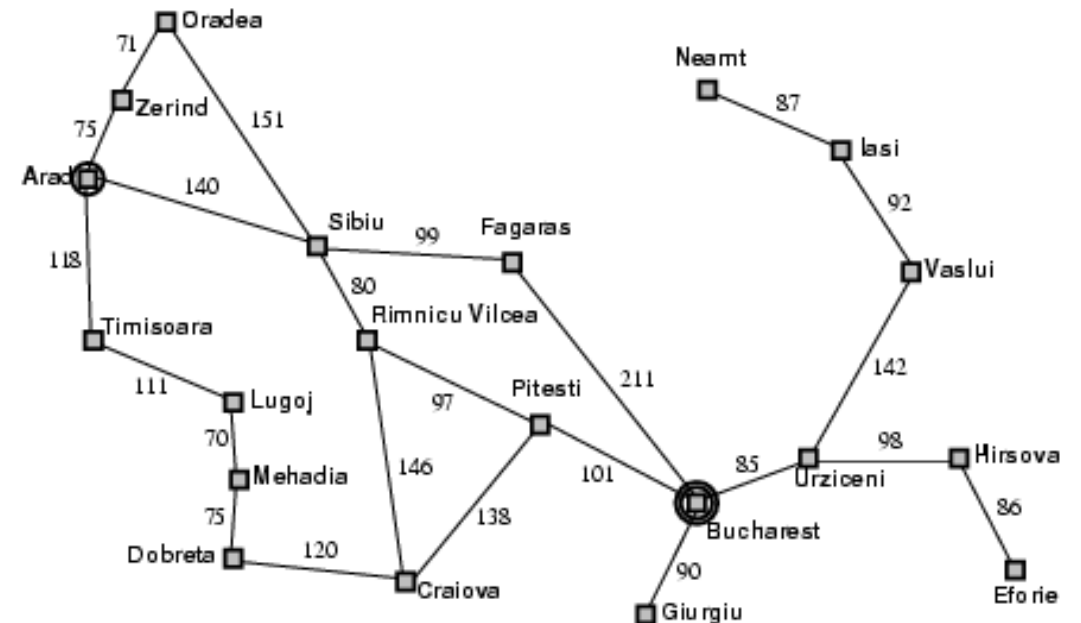 Oradea
71
Neamt
Zerind
87
75
151
Iasi
Arad
140
92
Sibiu
Fagaras
99
118
Vaslui
80
Timisoara
Rimnicu Vilcea
142
111
Pitesti
211
Lugoj
97
70
98
146
101
85
Hirsova
Mehadia
Urziceni
86
75
138
Bucharest
Dobreta
120
90
Craiova
Eforie
Giurgiu